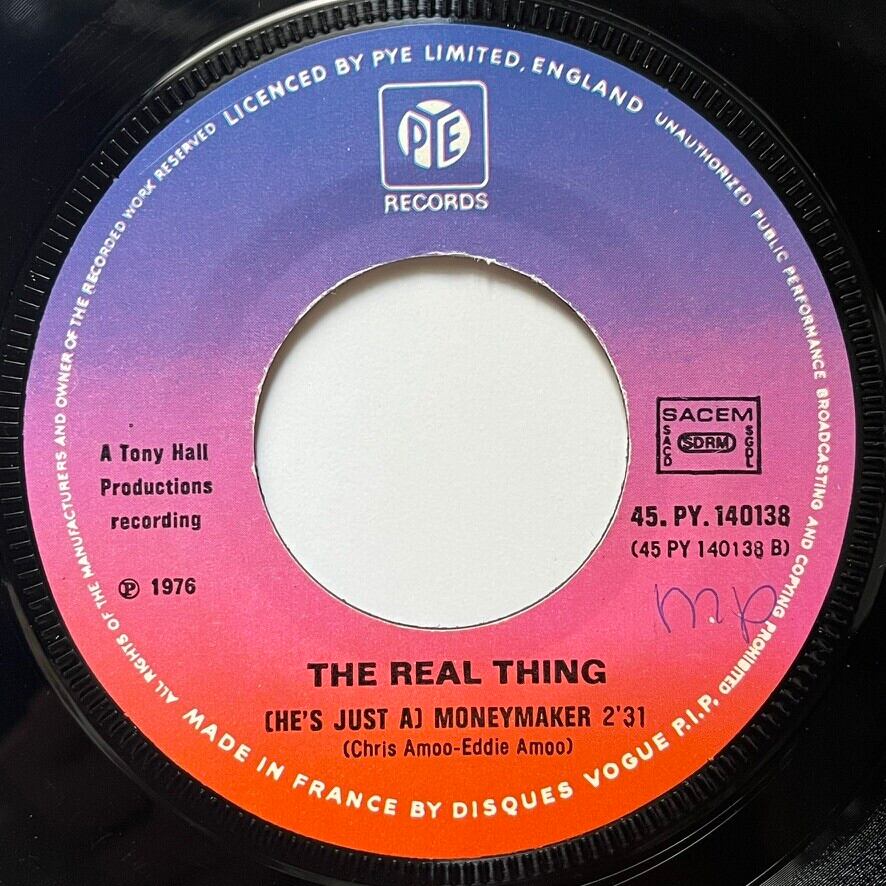 LICENCED BY PYE LIMITED, ENGLAND
UNAUTHORIZED PUBLIC PERFORMANCE BROADCASTING AND COPYING PROHIBITED
ALL RIGHTS OF THE MANUFACTURERS AND OWNER OF THE RECORDED WORK RESERVED
PYE
RECORDS
A Tony Hall
Productions
recording
℗ 1976
SACEM
SACD SDRM SGDL
45. PY. 140138
(45 PY 140138 B)
THE REAL THING
(HE'S JUST A) MONEYMAKER 2'31
(Chris Amoo-Eddie Amoo)
MADE IN FRANCE BY DISQUES VOGUE P.I.P.